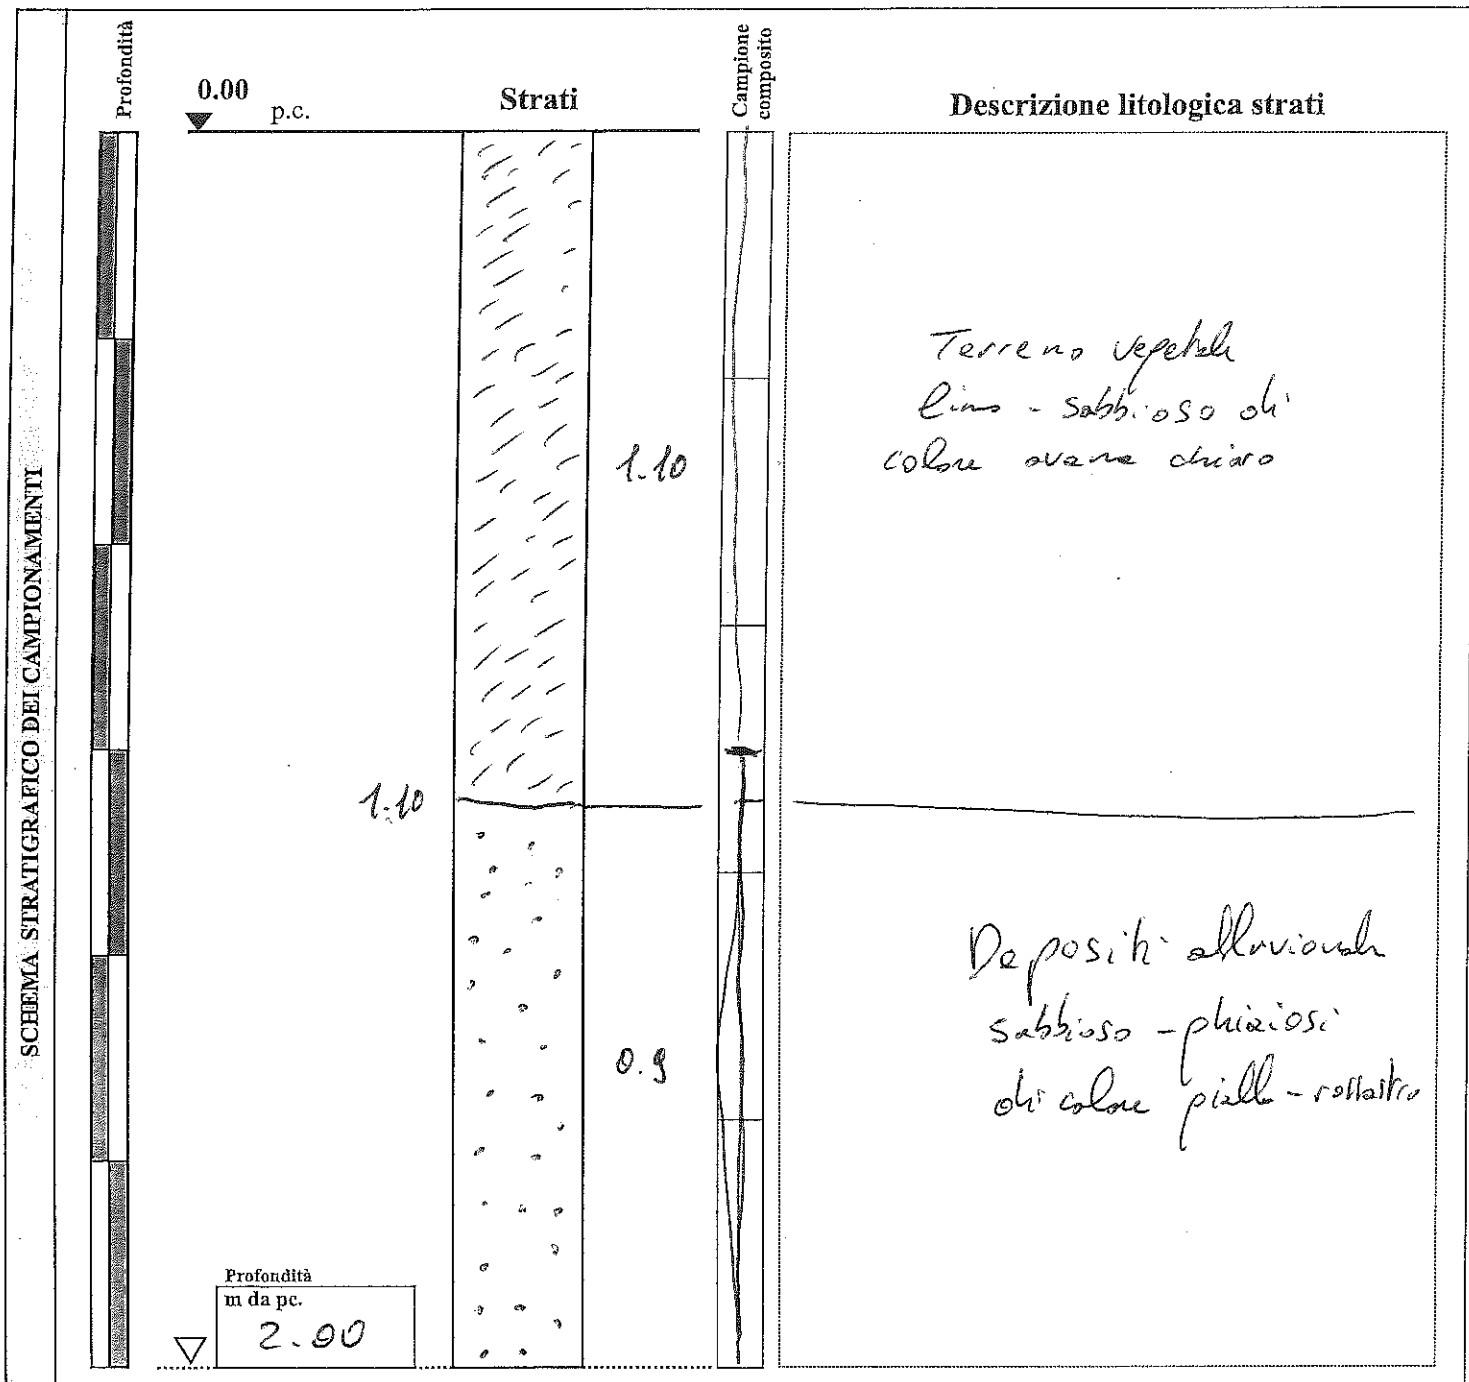 SCHEMA STRATIGRAFICO DEI CAMPIONAMENTI
Profondità
0.00
p.c.
Strati
Campione
composito
Descrizione litologica strati
Terreno vegetale
limo - sabbioso di
colore avana chiaro
1.10
1.10
Depositi alluvionali
sabbioso - ghiaiosi
di colore giallo - rossastro
0.9
Profondità
m da pc.
2.00